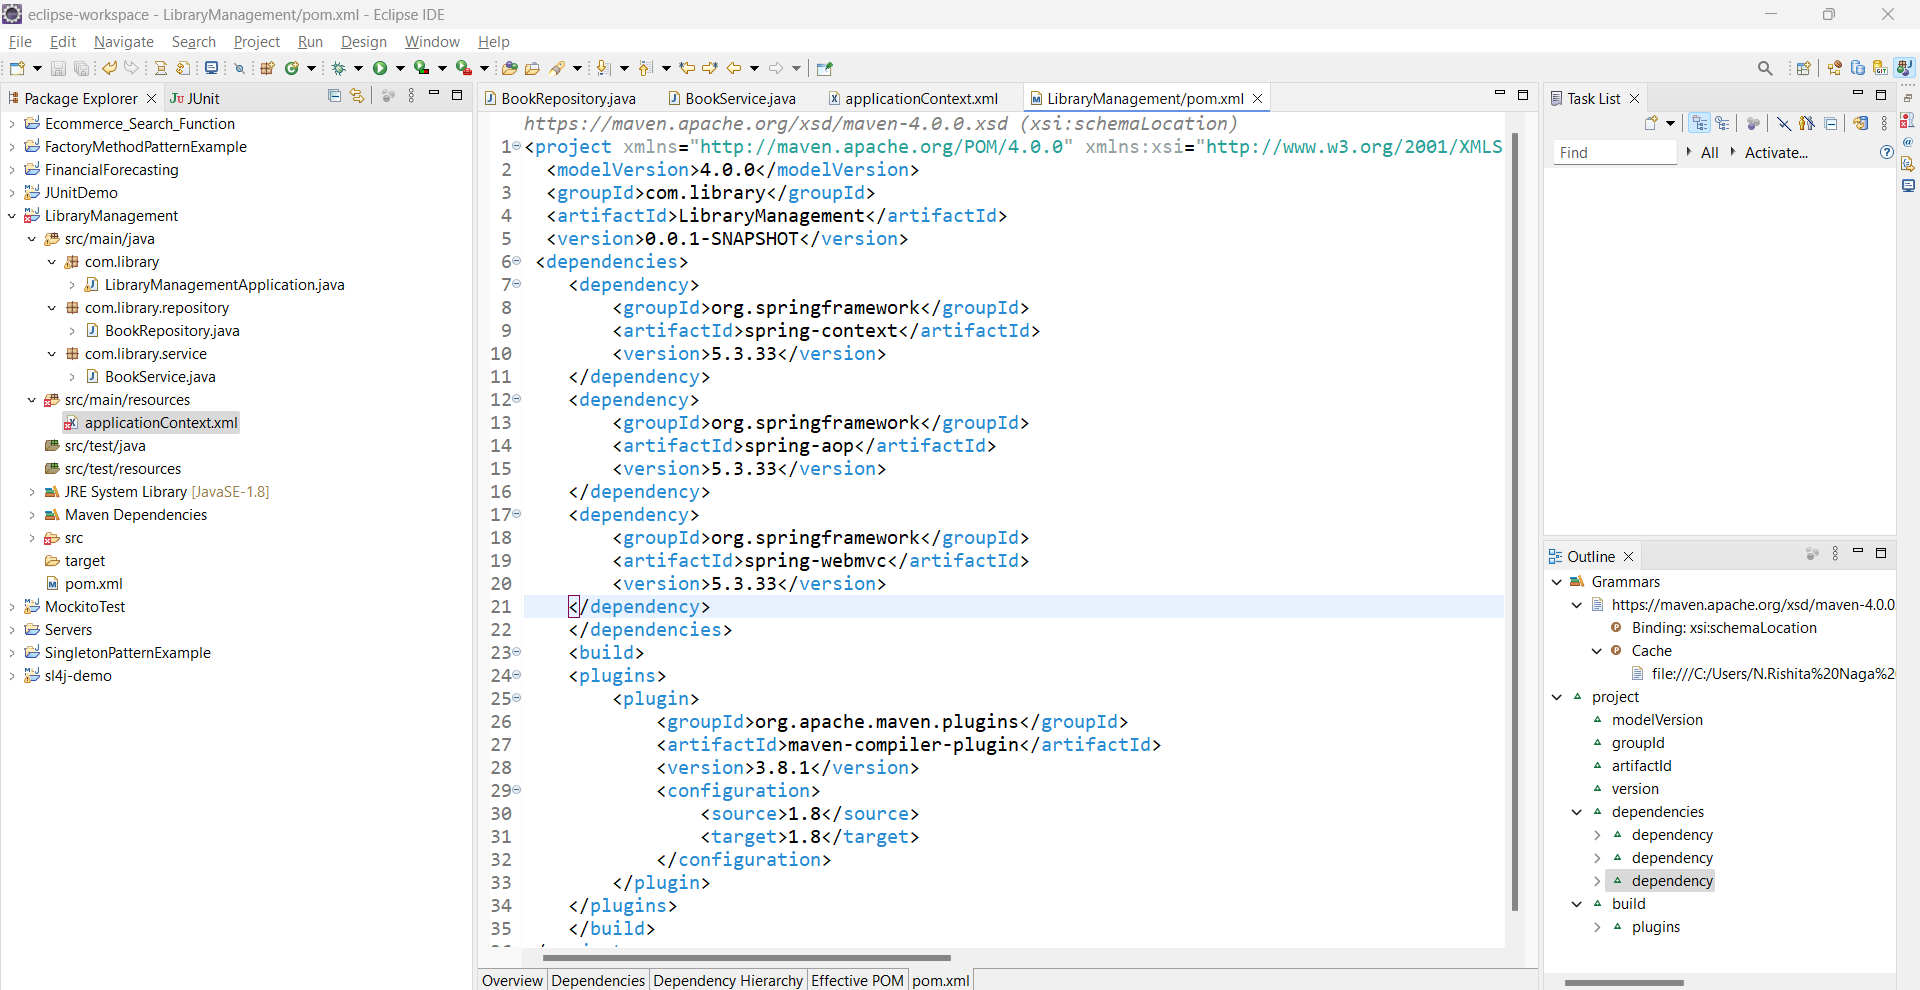 eclipse-workspace - LibraryManagement/pom.xml - Eclipse IDE
File Edit Navigate Search Project Run Design Window Help
Package Explorer
JUnit
Ecommerce_Search_Function
FactoryMethodPatternExample
FinancialForecasting
JUnitDemo
LibraryManagement
src/main/java
com.library
LibraryManagementApplication.java
com.library.repository
BookRepository.java
com.library.service
BookService.java
src/main/resources
applicationContext.xml
src/test/java
src/test/resources
JRE System Library [JavaSE-1.8]
Maven Dependencies
src
target
pom.xml
MockitoTest
Servers
SingletonPatternExample
sl4j-demo
BookRepository.java
BookService.java
applicationContext.xml
LibraryManagement/pom.xml
https://maven.apache.org/xsd/maven-4.0.0.xsd (xsi:schemaLocation)
1 <project xmlns="http://maven.apache.org/POM/4.0.0" xmlns:xsi="http://www.w3.org/2001/XMLS
2 <modelVersion>4.0.0</modelVersion>
3 <groupId>com.library</groupId>
4 <artifactId>LibraryManagement</artifactId>
5 <version>0.0.1-SNAPSHOT</version>
6 <dependencies>
7 <dependency>
8 <groupId>org.springframework</groupId>
9 <artifactId>spring-context</artifactId>
10 <version>5.3.33</version>
11 </dependency>
12 <dependency>
13 <groupId>org.springframework</groupId>
14 <artifactId>spring-aop</artifactId>
15 <version>5.3.33</version>
16 </dependency>
17 <dependency>
18 <groupId>org.springframework</groupId>
19 <artifactId>spring-webmvc</artifactId>
20 <version>5.3.33</version>
21 </dependency>
22 </dependencies>
23 <build>
24 <plugins>
25 <plugin>
26 <groupId>org.apache.maven.plugins</groupId>
27 <artifactId>maven-compiler-plugin</artifactId>
28 <version>3.8.1</version>
29 <configuration>
30 <source>1.8</source>
31 <target>1.8</target>
32 </configuration>
33 </plugin>
34 </plugins>
35 </build>
Overview
Dependencies
Dependency Hierarchy
Effective POM
pom.xml
Task List
Find
All
Activate...
Outline
Grammars
https://maven.apache.org/xsd/maven-4.0.0
Binding: xsi:schemaLocation
Cache
file:///C:/Users/N.Rishita%20Naga%2
project
modelVersion
groupId
artifactId
version
dependencies
dependency
dependency
dependency
build
plugins